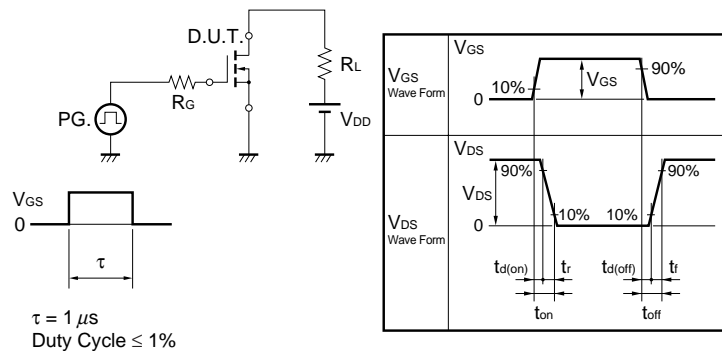 D.U.T.
RL
RG
PG.
VDD
VGS
0
τ
τ = 1 μs
Duty Cycle ≤ 1%
VGS
Wave Form
VGS
10%
VGS
90%
0
VDS
Wave Form
VDS
90%
VDS
90%
10%
10%
0
td(on)
tr
td(off)
tf
ton
toff